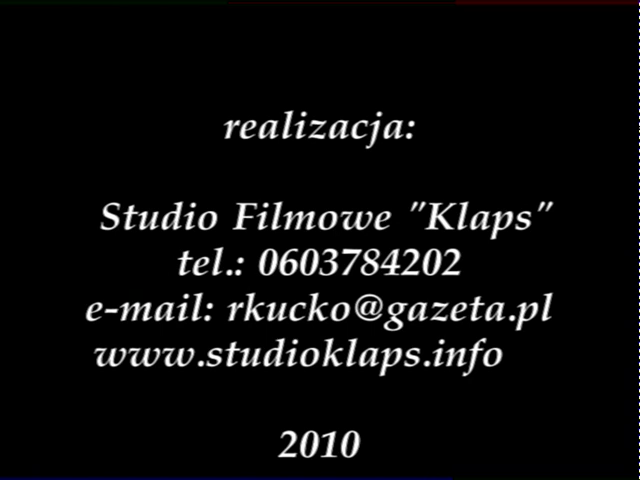 realizacja:
Studio Filmowe "Klaps"
tel.: 0603784202
e-mail: rkucko@gazeta.pl
www.studioklaps.info
2010